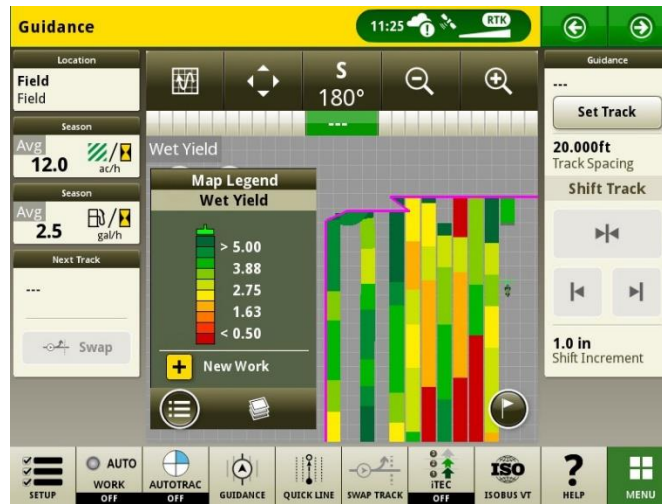 Guidance
11:25
RTK
Location
Field
Field
Season
Avg
12.0
ac/h
Season
Avg
2.5
gal/h
Next Track
---
Swap
S
180°
---
Wet Yield
Map Legend
Wet Yield
> 5.00
3.88
2.75
1.63
< 0.50
+ New Work
Guidance
---
Set Track
20.000ft
Track Spacing
Shift Track
1.0 in
Shift Increment
SETUP
AUTO
WORK
OFF
AUTOTRAC
OFF
GUIDANCE
QUICK LINE
SWAP TRACK
iTEC
OFF
ISO
ISOBUS VT
?
HELP
MENU